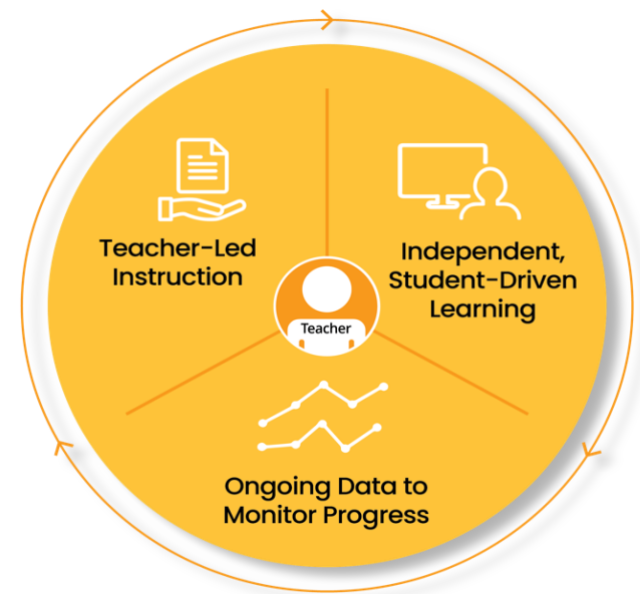 Teacher-Led
Instruction
Independent,
Student-Driven
Learning
Teacher
Ongoing Data to
Monitor Progress